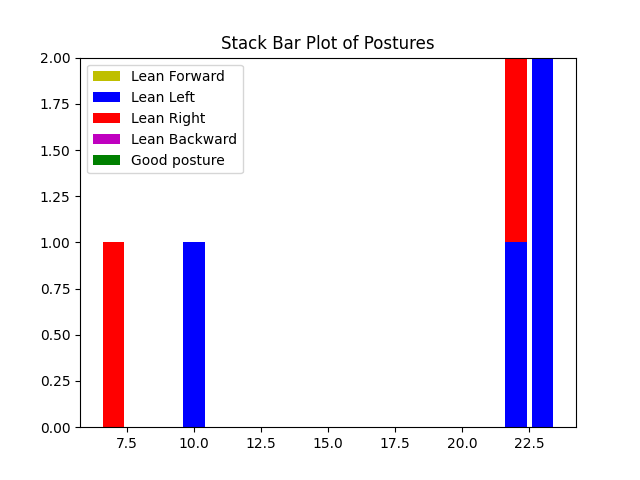 Stack Bar Plot of Postures
2.00
1.75
1.50
1.25
1.00
0.75
0.50
0.25
0.00
Lean Forward
Lean Left
Lean Right
Lean Backward
Good posture
7.5 10.0 12.5 15.0 17.5 20.0 22.5